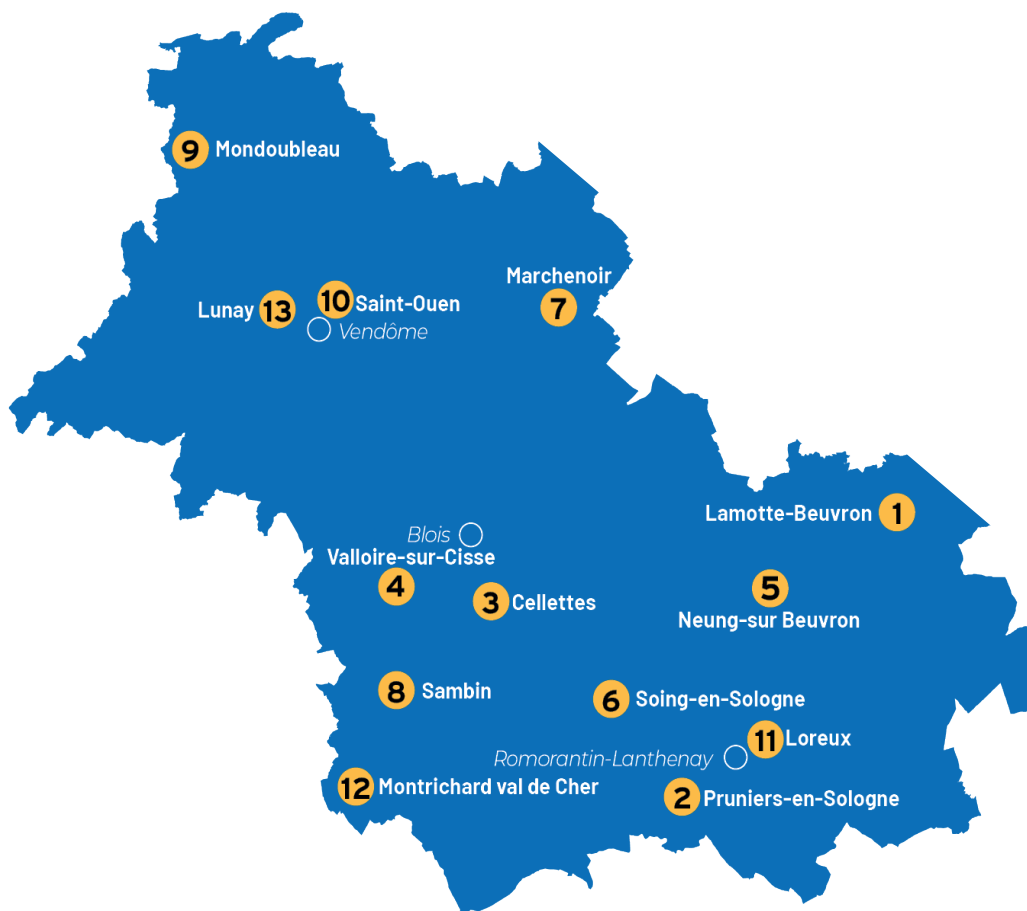 9 Mondoubleau
Marchenoir
7
Lunay 13
10 Saint-Ouen
Vendôme
Lamotte-Beuvron 1
Blois
Valloire-sur-Cisse
4
3 Cellettes
5
Neung-sur Beuvron
8 Sambin
6 Soing-en-Sologne
11 Loreux
Romorantin-Lanthenay
12 Montrichard val de Cher
2 Pruniers-en-Sologne